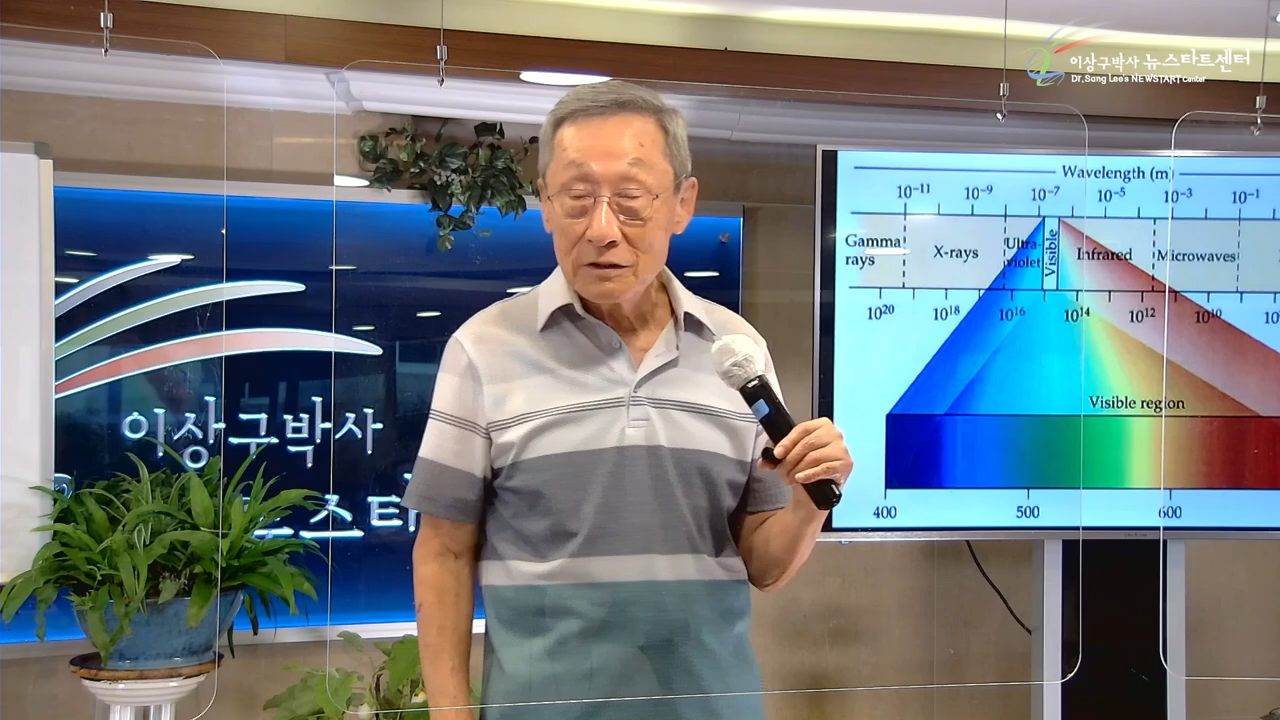 이상구박사 뉴스타트센터
Dr.Sang Lee's NEWSTART Center
이상구박사
스타
Wavelength (m)
10⁻¹¹ 10⁻⁹ 10⁻⁷ 10⁻⁵ 10⁻³ 10⁻¹
Gamma rays X-rays Ultra-violet Visible Infrared Microwaves
10²⁰ 10¹⁸ 10¹⁶ 10¹⁴ 10¹² 10¹⁰
Visible region
400 500 600